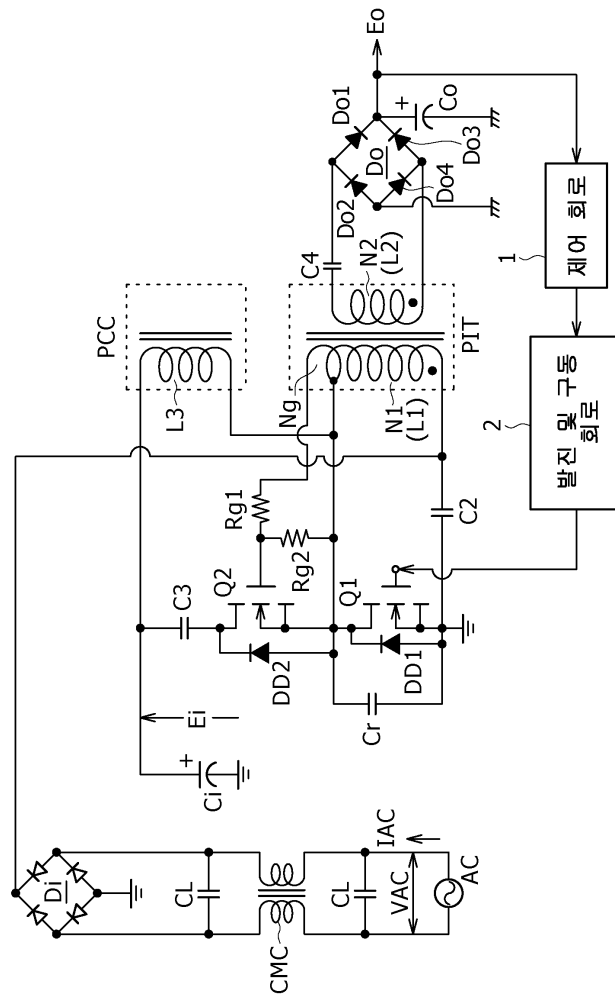 PCC
L3
Ng
N1
(L1)
PIT
C4
N2
(L2)
Do1
Do2
Do
Do3
Do4
+
Co
Eo
1
제어 회로
2
발진 및 구동
회로
Rg1
Rg2
C2
C3
Q2
DD2
Q1
DD1
Cr
Ei
+
Ci
Di
CL
CMC
CL
VAC
IAC
AC